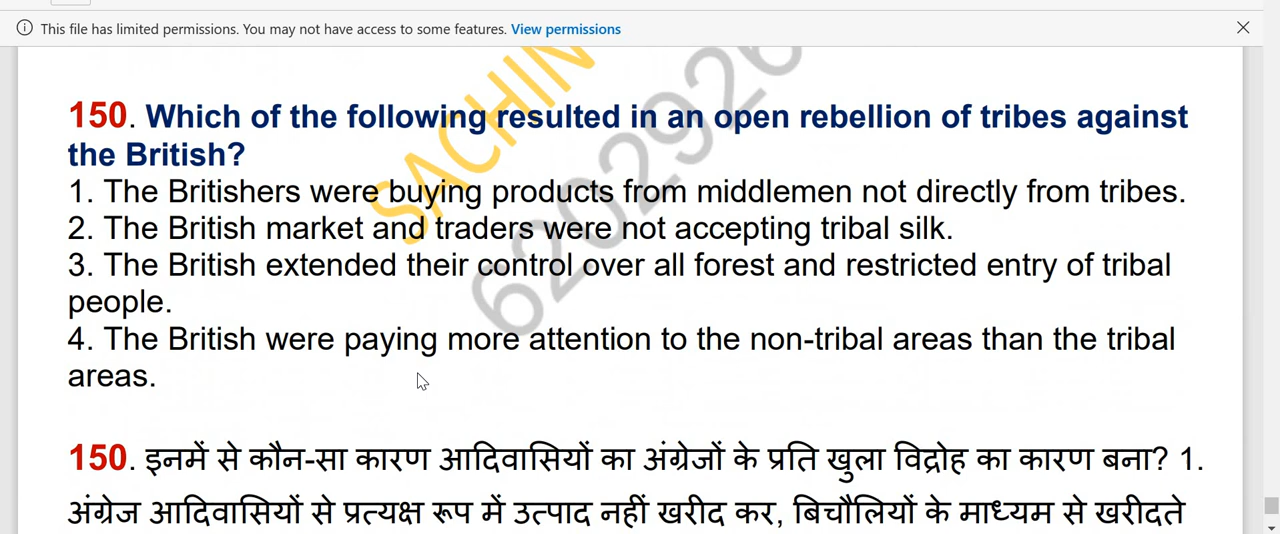 This file has limited permissions. You may not have access to some features. View permissions
150. Which of the following resulted in an open rebellion of tribes against
the British?
1. The Britishers were buying products from middlemen not directly from tribes.
2. The British market and traders were not accepting tribal silk.
3. The British extended their control over all forest and restricted entry of tribal
people.
4. The British were paying more attention to the non-tribal areas than the tribal
areas.
150. इनमें से कौन-सा कारण आदिवासियों का अंग्रेजों के प्रति खुला विद्रोह का कारण बना? 1.
अंग्रेज आदिवासियों से प्रत्यक्ष रूप में उत्पाद नहीं खरीद कर, बिचौलियों के माध्यम से खरीदते
SACHIN